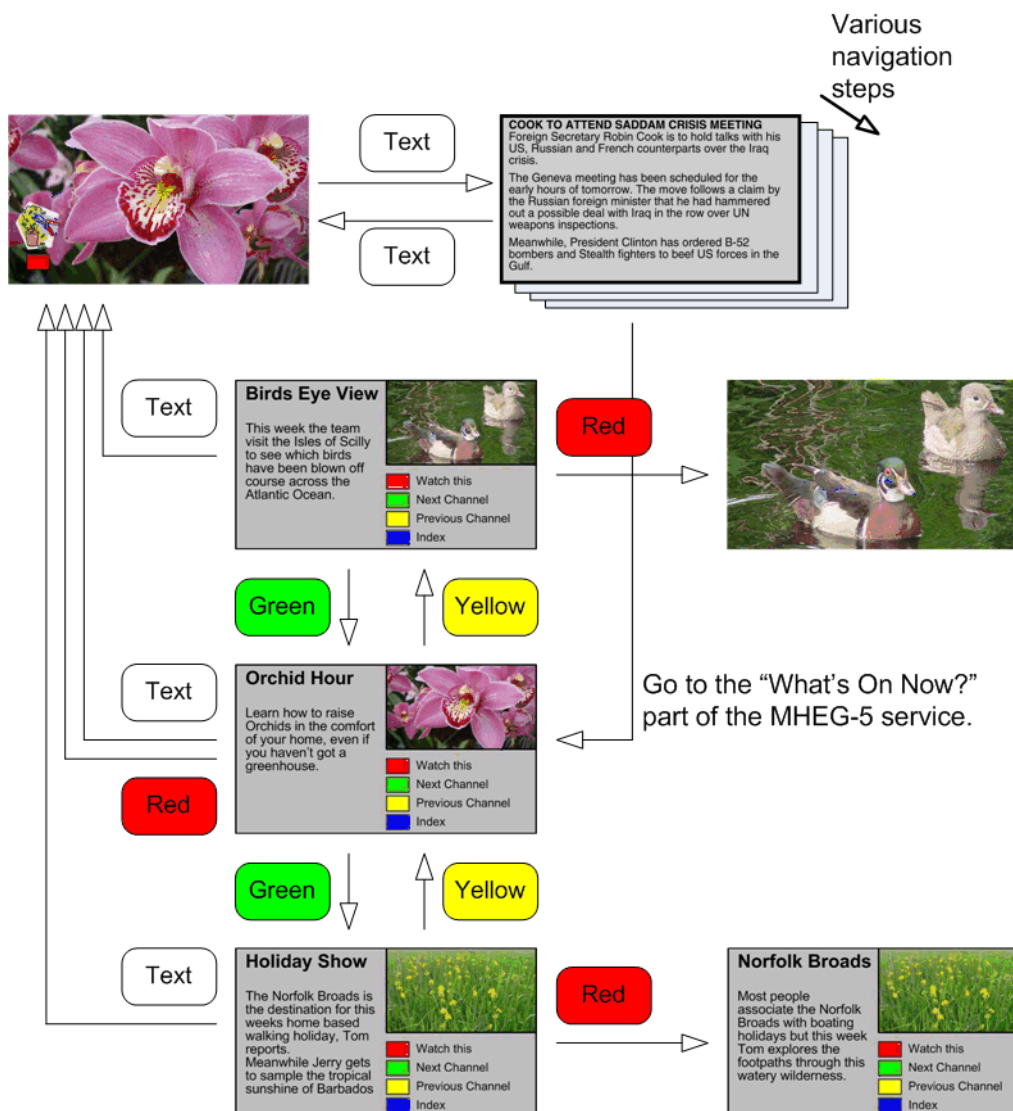 Various
navigation
steps
Text
COOK TO ATTEND SADDAM CRISIS MEETING
Foreign Secretary Robin Cook is to hold talks with his
US, Russian and French counterparts over the Iraq
crisis.
The Geneva meeting has been scheduled for the
early hours of tomorrow. The move follows a claim by
the Russian foreign minister that he had hammered
out a possible deal with Iraq in the row over UN
weapons inspections.
Meanwhile, President Clinton has ordered B-52
bombers and Stealth fighters to beef US forces in the
Gulf.
Text
Text
Birds Eye View
This week the team
visit the Isles of Scilly
to see which birds
have been blown off
course across the
Atlantic Ocean.
Watch this
Next Channel
Previous Channel
Index
Red
Green
Yellow
Text
Orchid Hour
Learn how to raise
Orchids in the comfort
of your home, even if
you haven't got a
greenhouse.
Watch this
Next Channel
Previous Channel
Index
Go to the “What’s On Now?”
part of the MHEG-5 service.
Red
Green
Yellow
Text
Holiday Show
The Norfolk Broads is
the destination for this
weeks home based
walking holiday, Tom
reports.
Meanwhile Jerry gets
to sample the tropical
sunshine of Barbados
Watch this
Next Channel
Previous Channel
Index
Red
Norfolk Broads
Most people
associate the Norfolk
Broads with boating
holidays but this week
Tom explores the
footpaths through this
watery wilderness.
Watch this
Next Channel
Previous Channel
Index